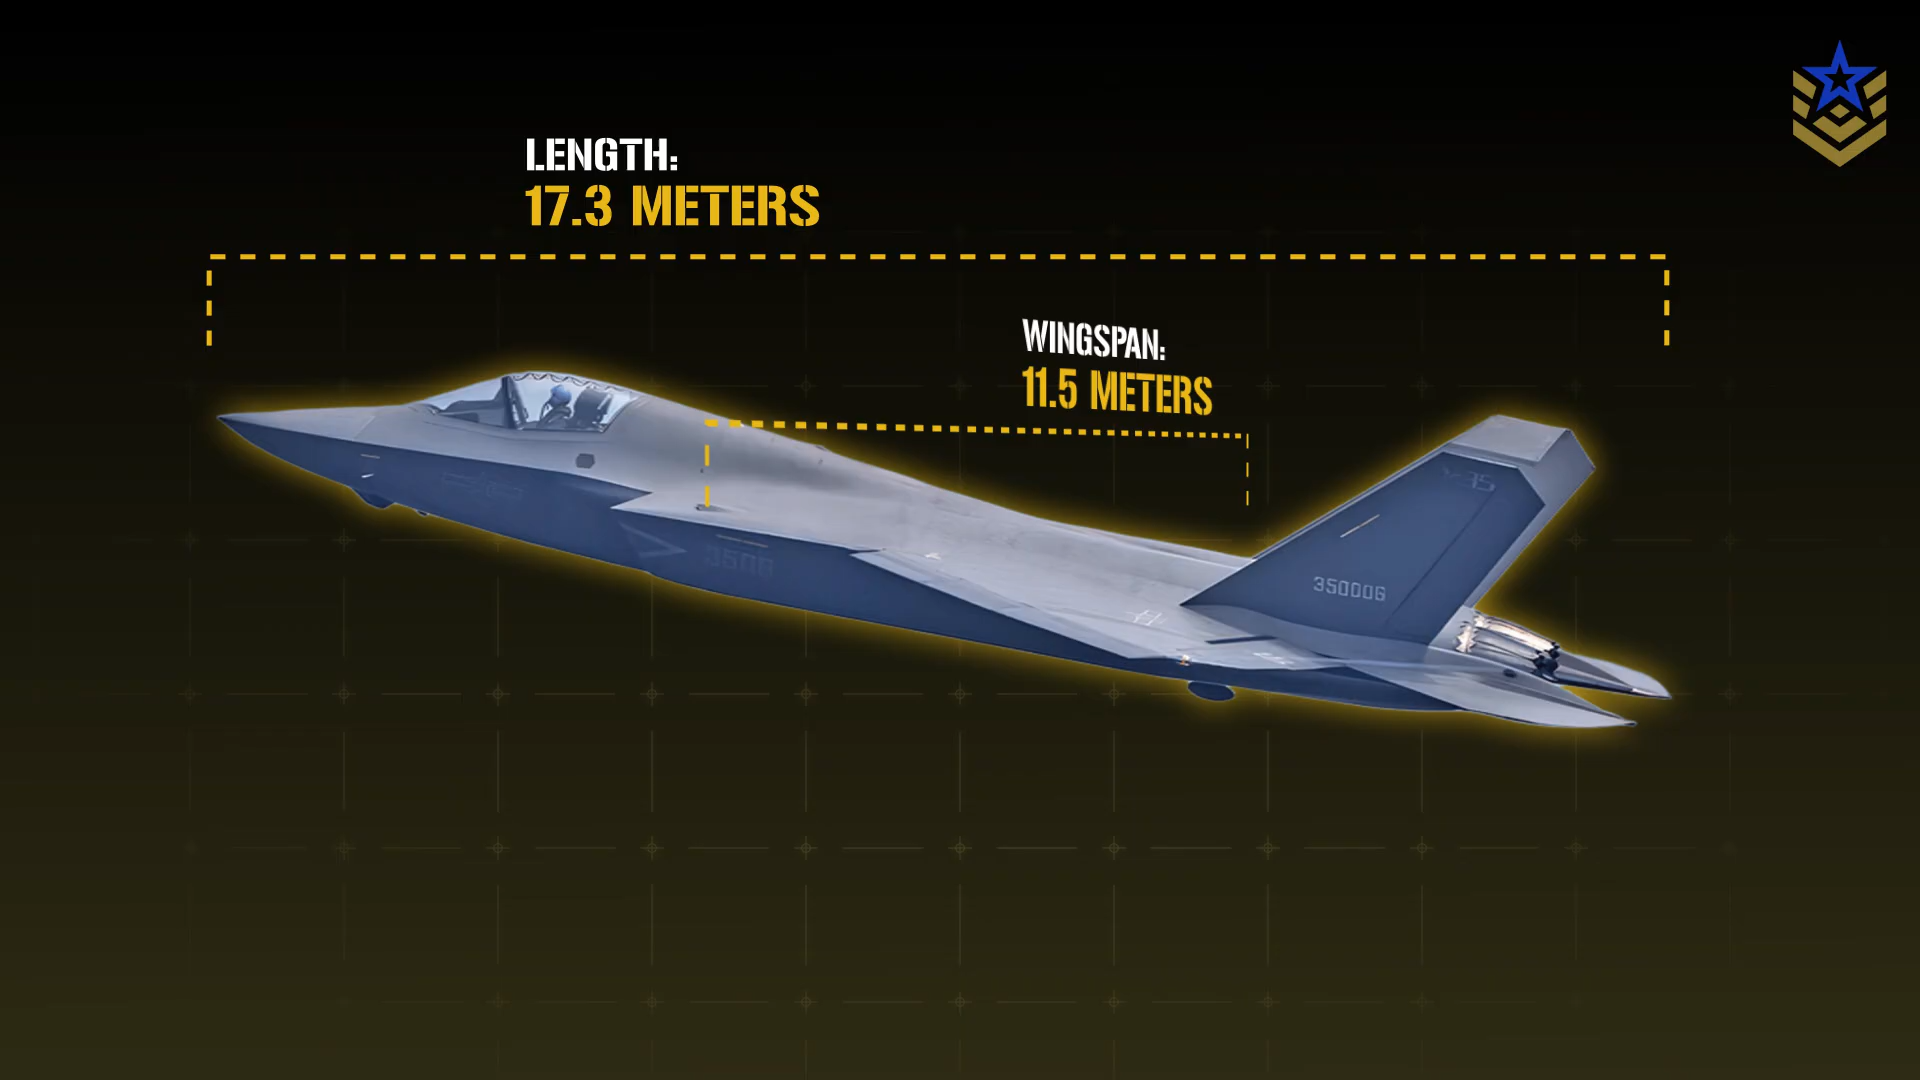 LENGTH:
17.3 METERS
WINGSPAN:
11.5 METERS
350006